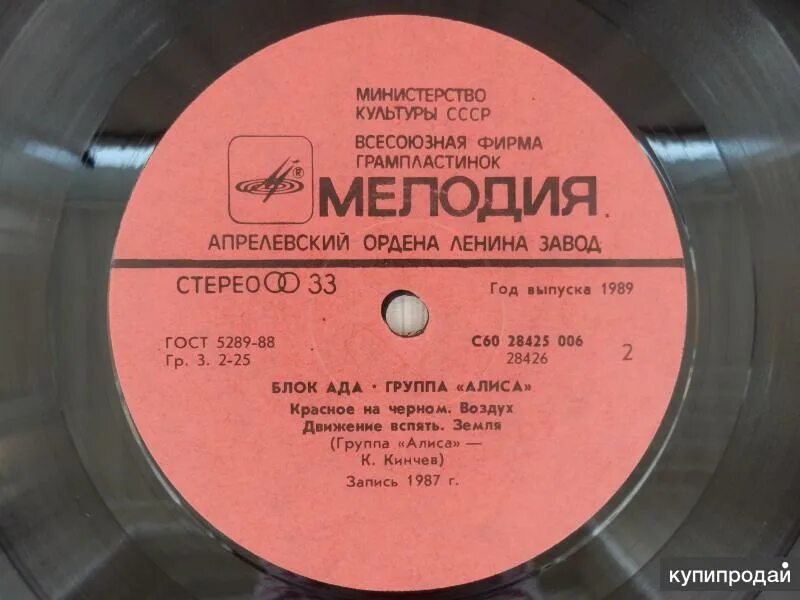 МИНИСТЕРСТВО
КУЛЬТУРЫ СССР
ВСЕСОЮЗНАЯ ФИРМА
ГРАМПЛАСТИНОК
®
МЕЛОДИЯ
АПРЕЛЕВСКИЙ ОРДЕНА ЛЕНИНА ЗАВОД
СТЕРЕО 33
Год выпуска 1989
ГОСТ 5289-88
Гр. 3. 2-25
С60 28425 006
28426
2
БЛОК АДА · ГРУППА «АЛИСА»
Красное на черном. Воздух
Движение вспять. Земля
(Группа «Алиса» —
К. Кинчев)
Запись 1987 г.
купипродай